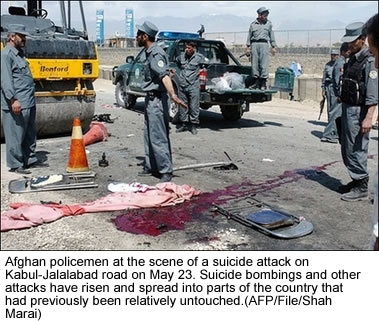 Bomford
Afghan policemen at the scene of a suicide attack on
Kabul-Jalalabad road on May 23. Suicide bombings and other
attacks have risen and spread into parts of the country that
had previously been relatively untouched.(AFP/File/Shah
Marai)